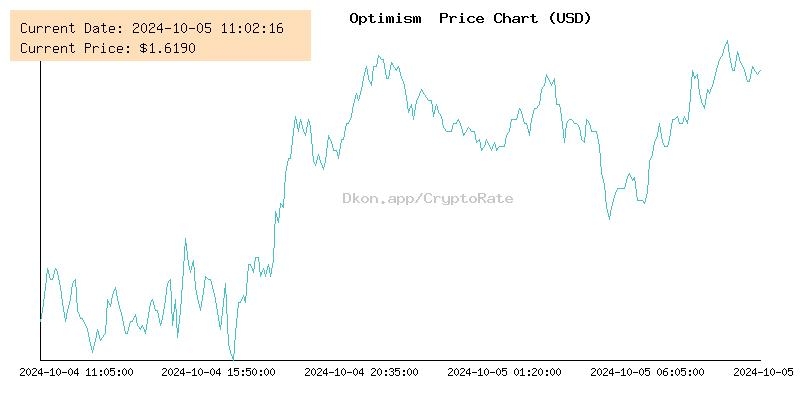 Optimism Price Chart (USD)
Current Date: 2024-10-05 11:02:16
Current Price: $1.6190
Dkon.app/CryptoRate
2024-10-04 11:05:00 2024-10-04 15:50:00 2024-10-04 20:35:00 2024-10-05 01:20:00 2024-10-05 06:05:00 2024-10-05